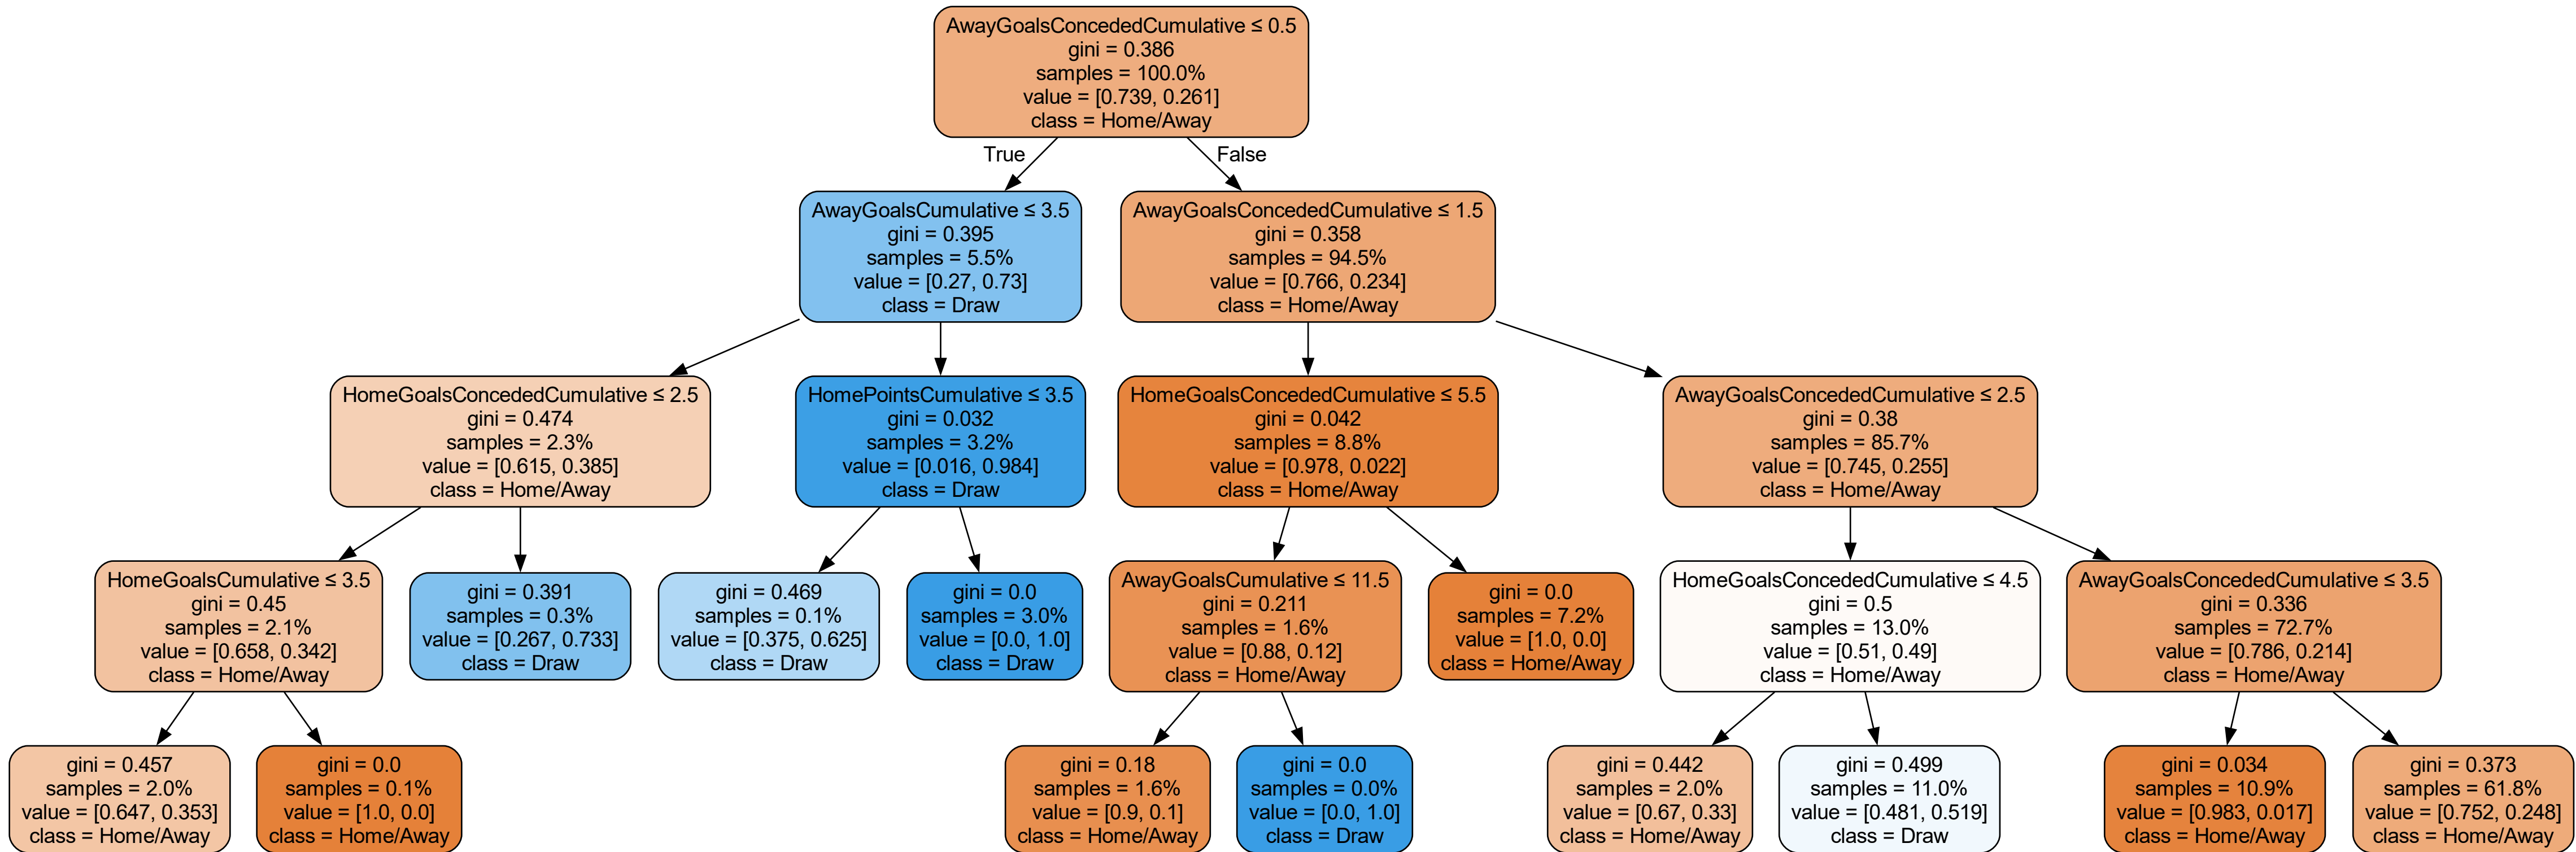 AwayGoalsConcededCumulative ≤ 0.5
gini = 0.386
samples = 100.0%
value = [0.739, 0.261]
class = Home/Away
True
False
AwayGoalsCumulative ≤ 3.5
gini = 0.395
samples = 5.5%
value = [0.27, 0.73]
class = Draw
AwayGoalsConcededCumulative ≤ 1.5
gini = 0.358
samples = 94.5%
value = [0.766, 0.234]
class = Home/Away
HomeGoalsConcededCumulative ≤ 2.5
gini = 0.474
samples = 2.3%
value = [0.615, 0.385]
class = Home/Away
HomePointsCumulative ≤ 3.5
gini = 0.032
samples = 3.2%
value = [0.016, 0.984]
class = Draw
HomeGoalsConcededCumulative ≤ 5.5
gini = 0.042
samples = 8.8%
value = [0.978, 0.022]
class = Home/Away
AwayGoalsConcededCumulative ≤ 2.5
gini = 0.38
samples = 85.7%
value = [0.745, 0.255]
class = Home/Away
HomeGoalsCumulative ≤ 3.5
gini = 0.45
samples = 2.1%
value = [0.658, 0.342]
class = Home/Away
gini = 0.391
samples = 0.3%
value = [0.267, 0.733]
class = Draw
gini = 0.469
samples = 0.1%
value = [0.375, 0.625]
class = Draw
gini = 0.0
samples = 3.0%
value = [0.0, 1.0]
class = Draw
AwayGoalsCumulative ≤ 11.5
gini = 0.211
samples = 1.6%
value = [0.88, 0.12]
class = Home/Away
gini = 0.0
samples = 7.2%
value = [1.0, 0.0]
class = Home/Away
HomeGoalsConcededCumulative ≤ 4.5
gini = 0.5
samples = 13.0%
value = [0.51, 0.49]
class = Home/Away
AwayGoalsConcededCumulative ≤ 3.5
gini = 0.336
samples = 72.7%
value = [0.786, 0.214]
class = Home/Away
gini = 0.457
samples = 2.0%
value = [0.647, 0.353]
class = Home/Away
gini = 0.0
samples = 0.1%
value = [1.0, 0.0]
class = Home/Away
gini = 0.18
samples = 1.6%
value = [0.9, 0.1]
class = Home/Away
gini = 0.0
samples = 0.0%
value = [0.0, 1.0]
class = Draw
gini = 0.442
samples = 2.0%
value = [0.67, 0.33]
class = Home/Away
gini = 0.499
samples = 11.0%
value = [0.481, 0.519]
class = Draw
gini = 0.034
samples = 10.9%
value = [0.983, 0.017]
class = Home/Away
gini = 0.373
samples = 61.8%
value = [0.752, 0.248]
class = Home/Away